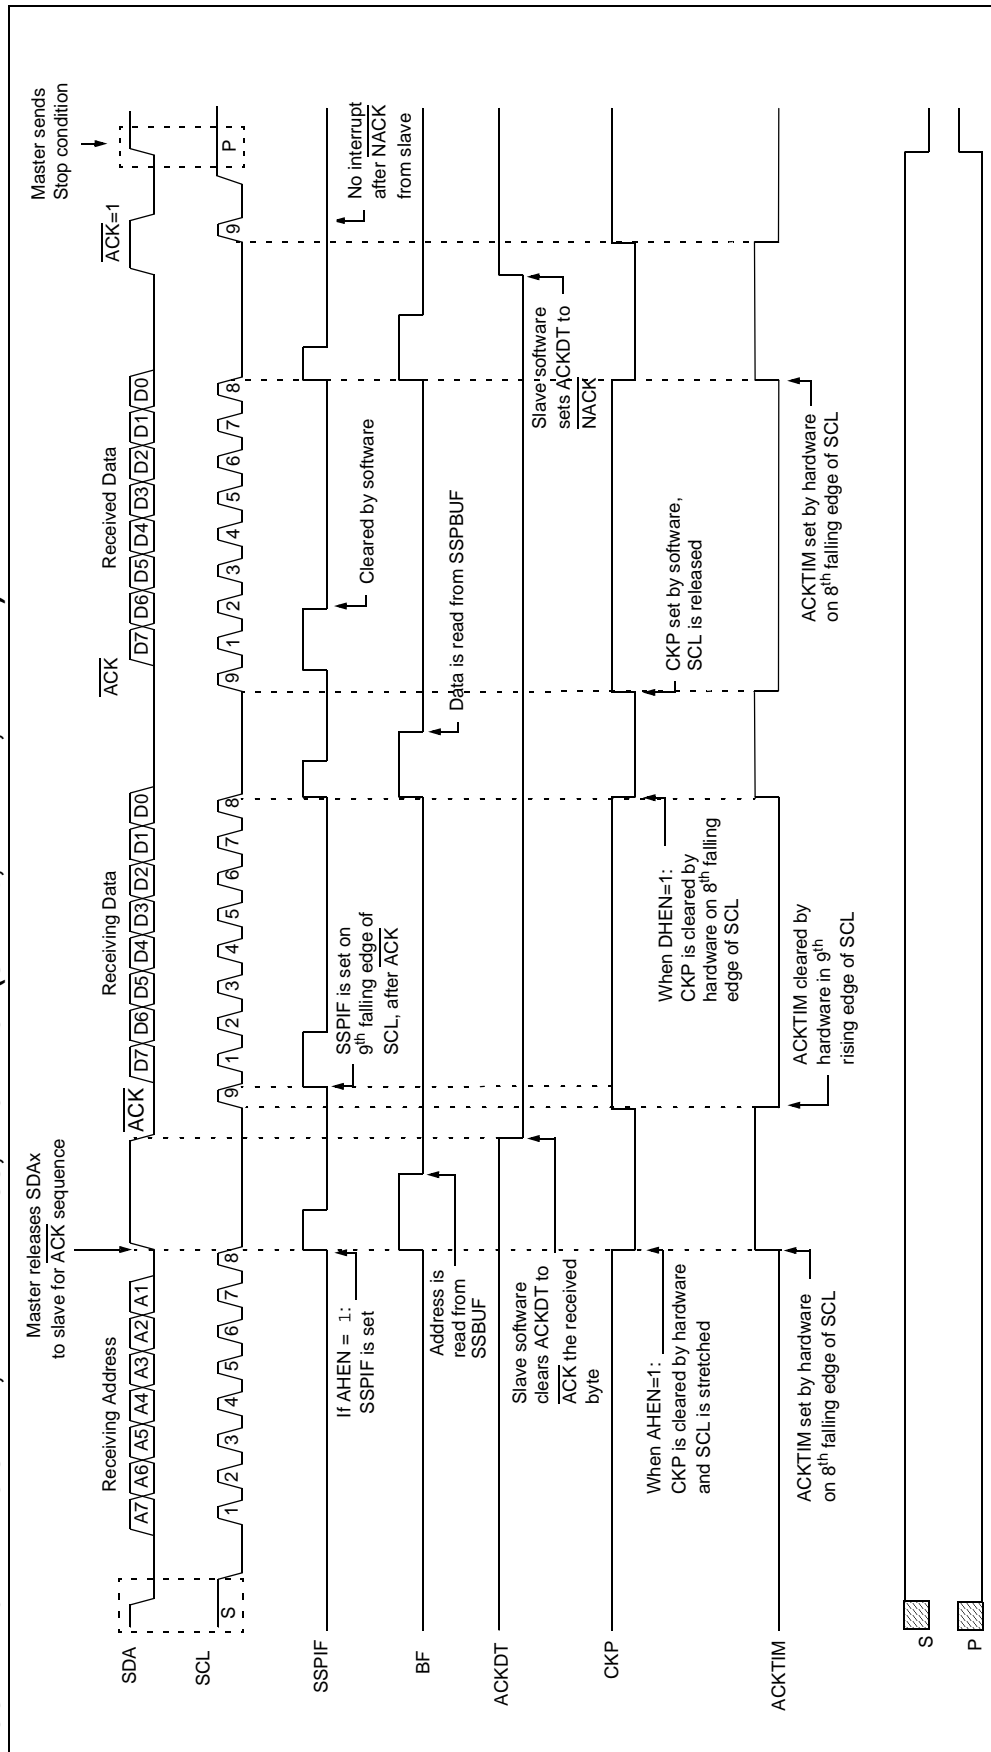 Master sends
Stop condition
Master releases SDAx
to slave for ACK sequence
Receiving Address
Receiving Data
Received Data
ACK
ACK
ACK=1
SDA
A7 A6 A5 A4 A3 A2 A1
D7 D6 D5 D4 D3 D2 D1 D0
D7 D6 D5 D4 D3 D2 D1 D0
SCL
S
1 2 3 4 5 6 7 8
9 1 2 3 4 5 6 7 8
9 1 2 3 4 5 6 7 8
9
P
SSPIF
If AHEN = 1:
SSPIF is set
SSPIF is set on
9th falling edge of
SCL, after ACK
Cleared by software
No interrupt
after NACK
from slave
BF
Address is
read from
SSBUF
Data is read from SSPBUF
ACKDT
Slave software
clears ACKDT to
ACK the received
byte
Slave software
sets ACKDT to
NACK
CKP
When AHEN=1:
CKP is cleared by hardware
and SCL is stretched
When DHEN=1:
CKP is cleared by
hardware on 8th falling
edge of SCL
CKP set by software,
SCL is released
ACKTIM
ACKTIM set by hardware
on 8th falling edge of SCL
ACKTIM cleared by
hardware in 9th
rising edge of SCL
ACKTIM set by hardware
on 8th falling edge of SCL
S
P